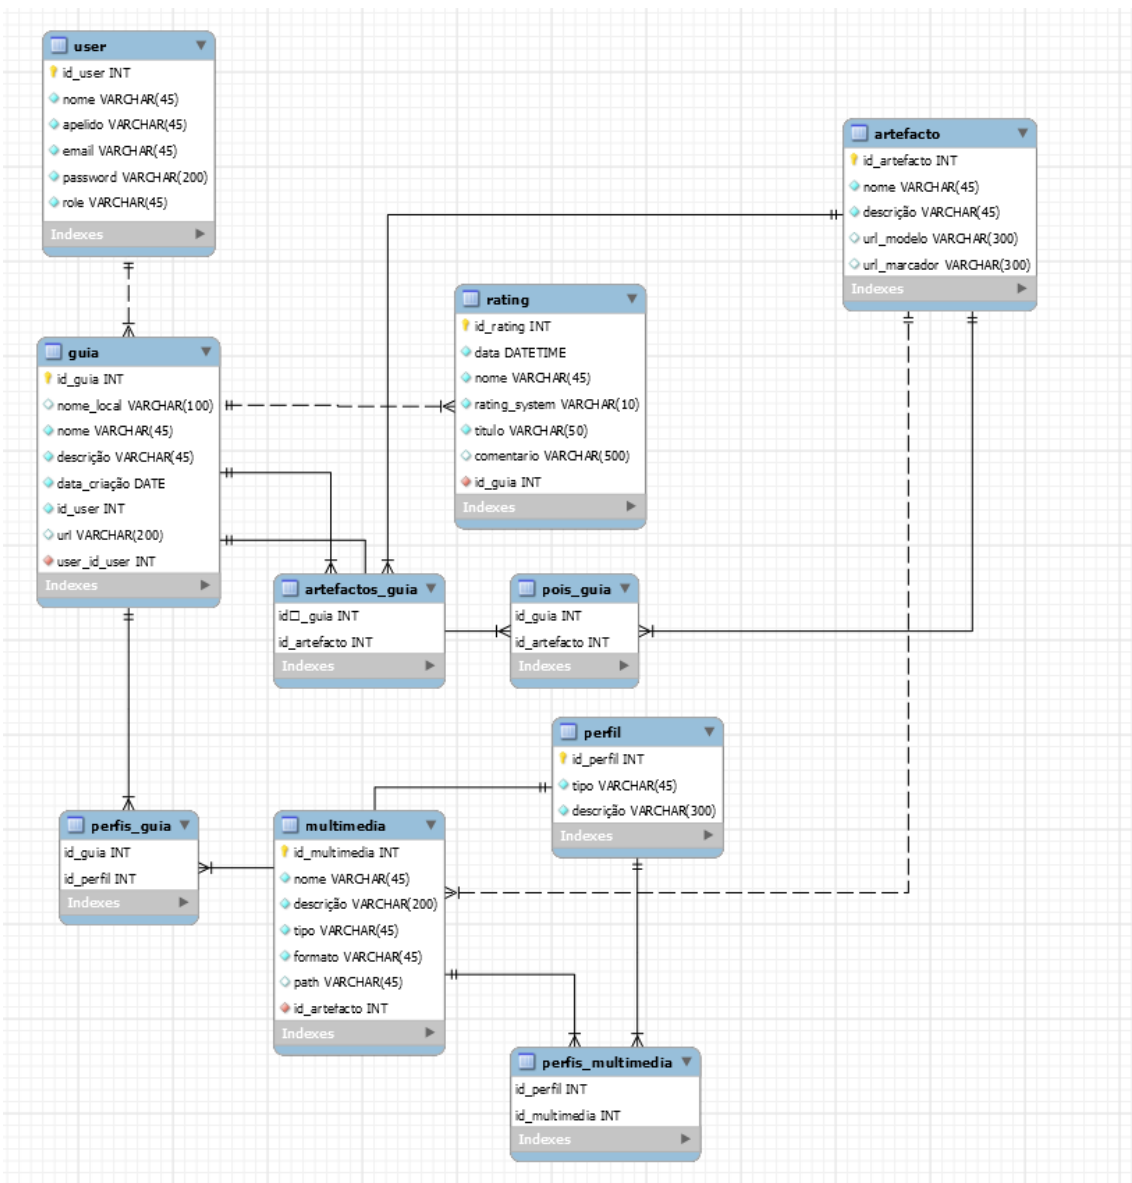 user
id_user INT
nome VARCHAR(45)
apelido VARCHAR(45)
email VARCHAR(45)
password VARCHAR(200)
role VARCHAR(45)
Indexes
artefacto
id_artefacto INT
nome VARCHAR(45)
descrição VARCHAR(45)
url_modelo VARCHAR(300)
url_marcador VARCHAR(300)
Indexes
rating
id_rating INT
data DATETIME
nome VARCHAR(45)
rating_system VARCHAR(10)
titulo VARCHAR(50)
comentario VARCHAR(500)
id_guia INT
Indexes
guia
id_guia INT
nome_local VARCHAR(100)
nome VARCHAR(45)
descrição VARCHAR(45)
data_criação DATE
id_user INT
url VARCHAR(200)
user_id_user INT
Indexes
artefactos_guia
id□_guia INT
id_artefacto INT
Indexes
pois_guia
id_guia INT
id_artefacto INT
Indexes
perfil
id_perfil INT
tipo VARCHAR(45)
descrição VARCHAR(300)
Indexes
perfis_guia
id_guia INT
id_perfil INT
Indexes
multimedia
id_multimedia INT
nome VARCHAR(45)
descrição VARCHAR(200)
tipo VARCHAR(45)
formato VARCHAR(45)
path VARCHAR(45)
id_artefacto INT
Indexes
perfis_multimedia
id_perfil INT
id_multimedia INT
Indexes